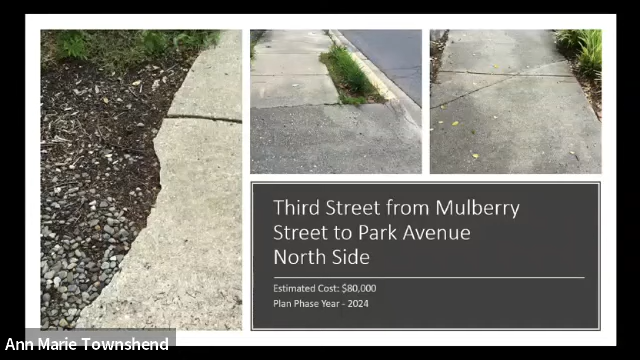 Third Street from Mulberry
Street to Park Avenue
North Side
Estimated Cost: $80,000
Plan Phase Year - 2024
Ann Marie Townshend